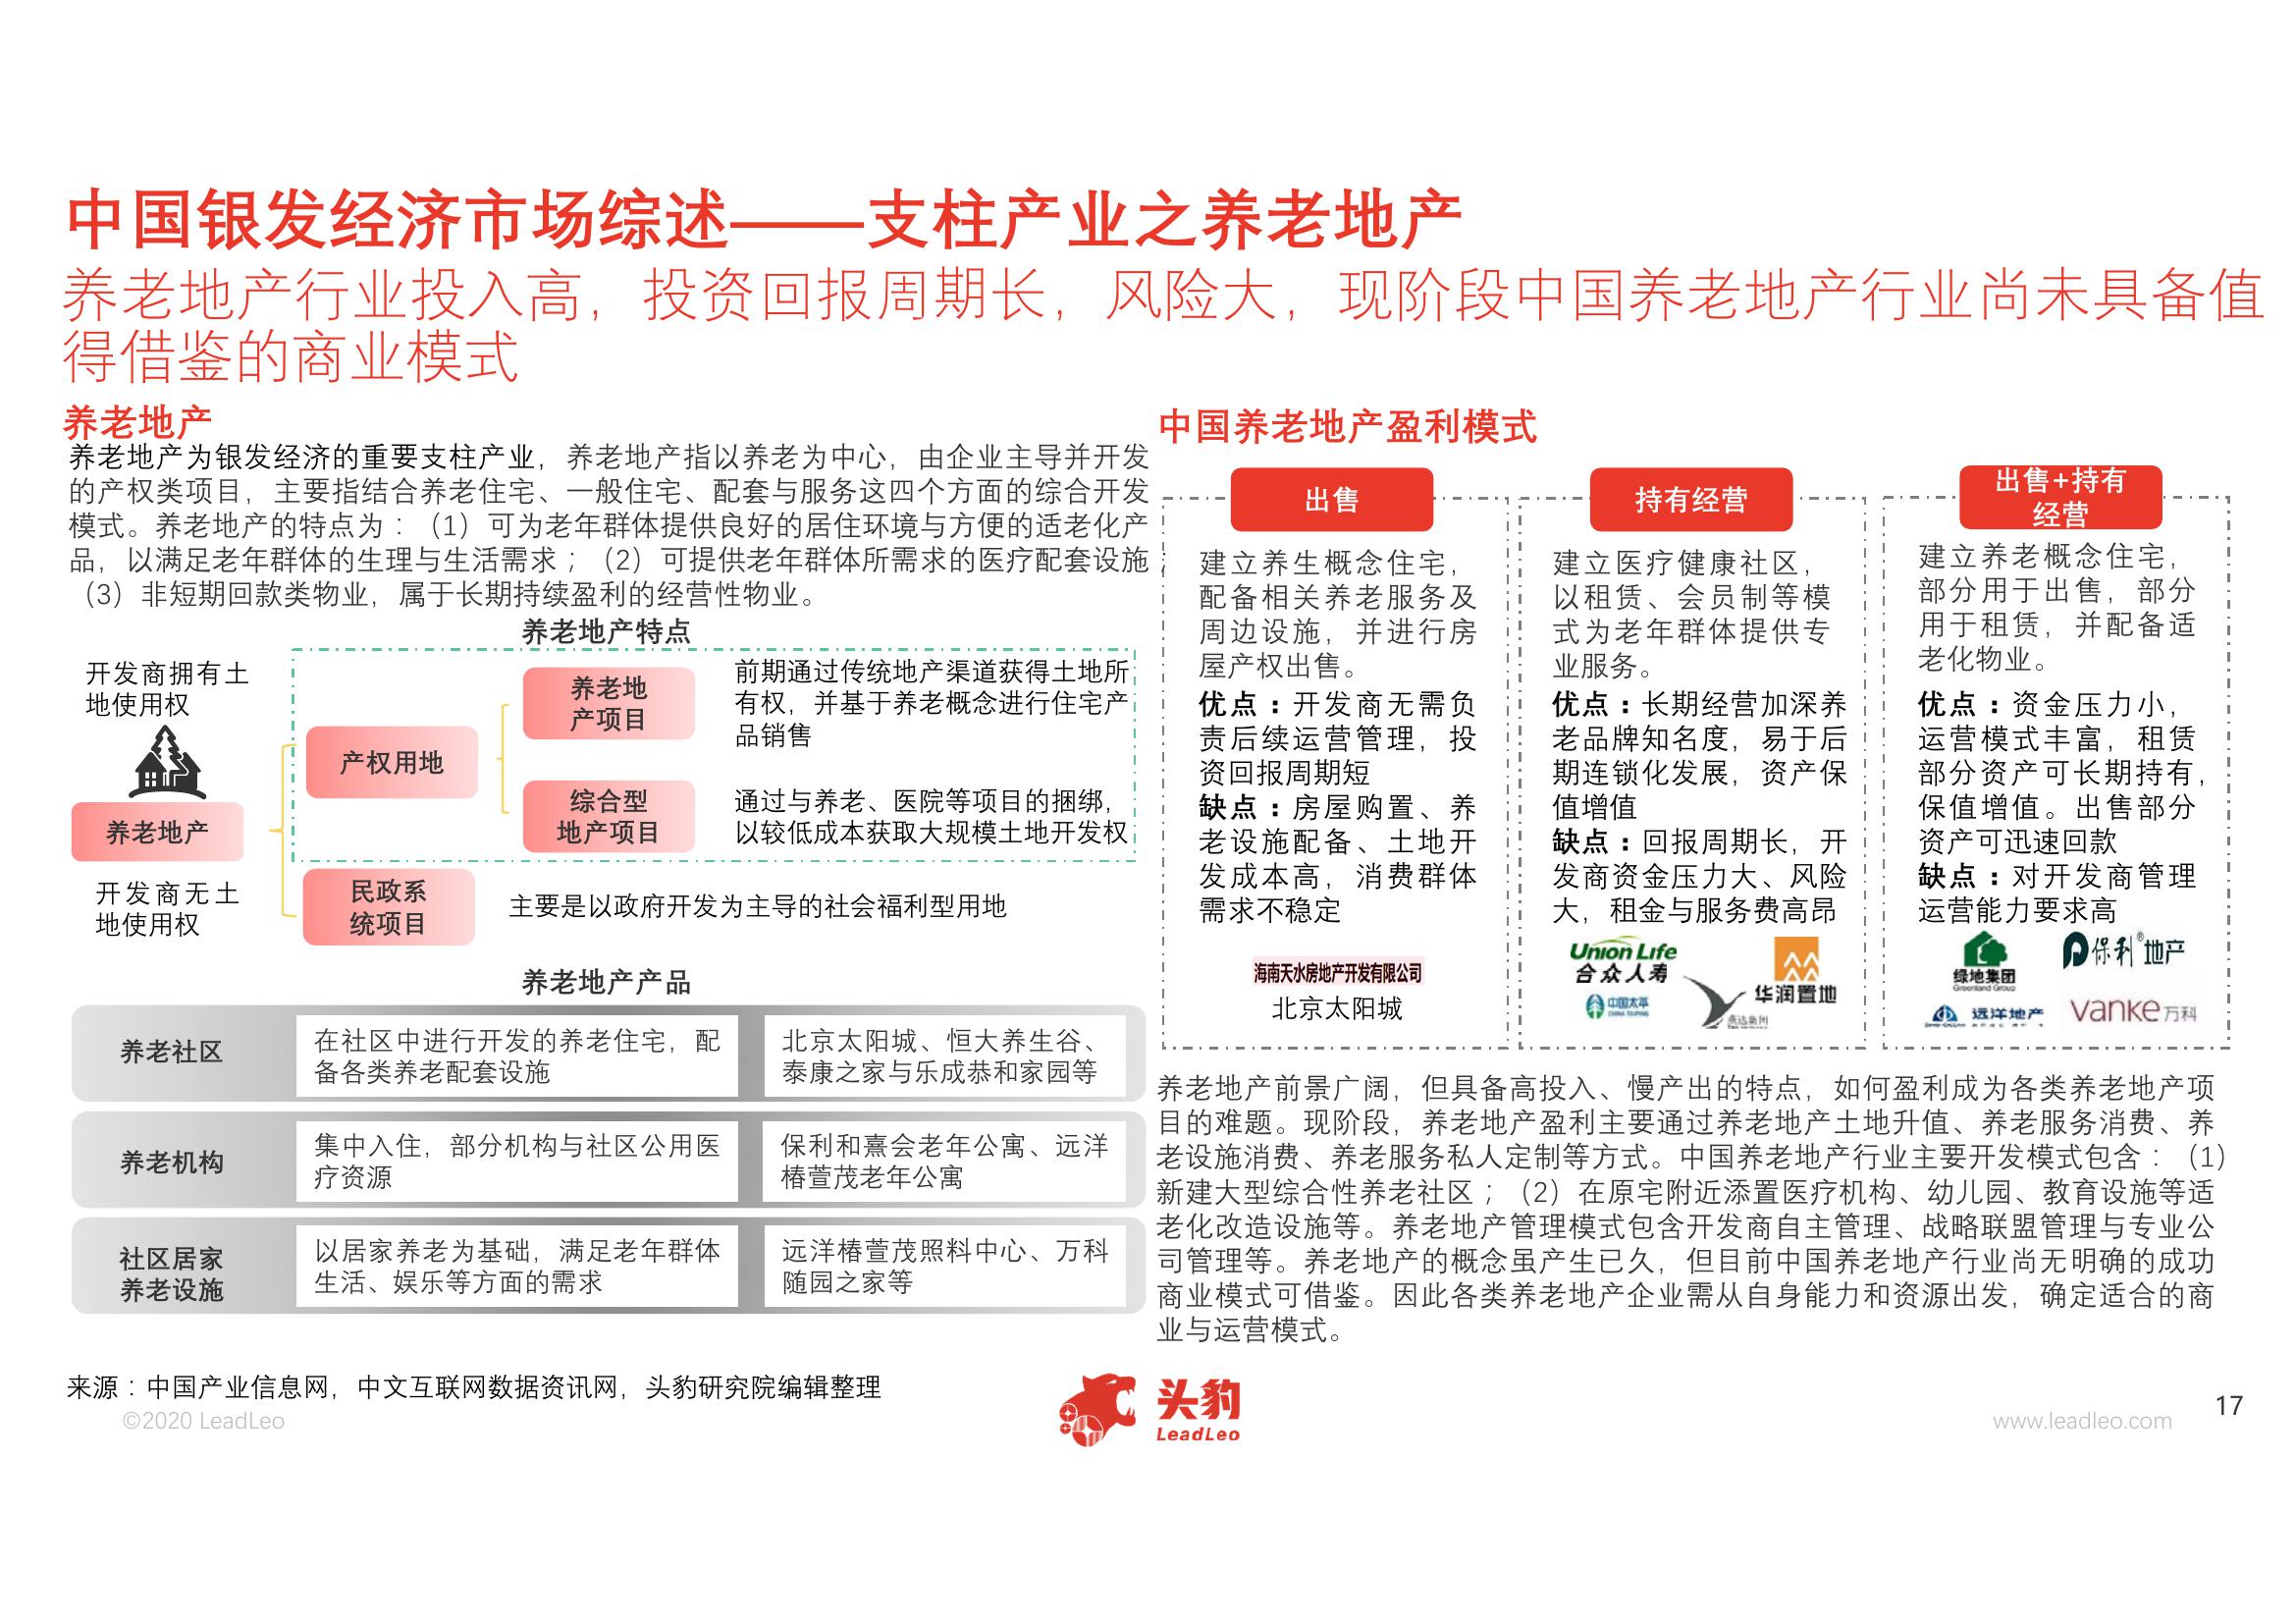 中国银发经济市场综述——支柱产业之养老地产
养老地产行业投入高，投资回报周期长，风险大，现阶段中国养老地产行业尚未具备值
得借鉴的商业模式
养老地产
养老地产为银发经济的重要支柱产业，养老地产指以养老为中心，由企业主导并开发
的产权类项目，主要指结合养老住宅、一般住宅、配套与服务这四个方面的综合开发
模式。养老地产的特点为：（1）可为老年群体提供良好的居住环境与方便的适老化产
品，以满足老年群体的生理与生活需求；（2）可提供老年群体所需求的医疗配套设施；
（3）非短期回款类物业，属于长期持续盈利的经营性物业。
养老地产特点
开发商拥有土
地使用权
养老地产
开发商无土
地使用权
产权用地
养老地
产项目
前期通过传统地产渠道获得土地所
有权，并基于养老概念进行住宅产
品销售
综合型
地产项目
通过与养老、医院等项目的捆绑，
以较低成本获取大规模土地开发权
民政系
统项目
主要是以政府开发为主导的社会福利型用地
养老地产产品
养老社区
在社区中进行开发的养老住宅，配
备各类养老配套设施
北京太阳城、恒大养生谷、
泰康之家与乐成恭和家园等
养老机构
集中入住，部分机构与社区公用医
疗资源
保利和熹会老年公寓、远洋
椿萱茂老年公寓
社区居家
养老设施
以居家养老为基础，满足老年群体
生活、娱乐等方面的需求
远洋椿萱茂照料中心、万科
随园之家等
中国养老地产盈利模式
出售
建立养生概念住宅，
配备相关养老服务及
周边设施，并进行房
屋产权出售。
优点：开发商无需负
责后续运营管理，投
资回报周期短
缺点：房屋购置、养
老设施配备、土地开
发成本高，消费群体
需求不稳定
海南天水房地产开发有限公司
北京太阳城
持有经营
建立医疗健康社区，
以租赁、会员制等模
式为老年群体提供专
业服务。
优点：长期经营加深养
老品牌知名度，易于后
期连锁化发展，资产保
值增值
缺点：回报周期长，开
发商资金压力大、风险
大，租金与服务费高昂
Union Life
合众人寿
中国太平
CHINA TAIPING
燕达集团
华润置地
出售+持有
经营
建立养老概念住宅，
部分用于出售，部分
用于租赁，并配备适
老化物业。
优点：资金压力小，
运营模式丰富，租赁
部分资产可长期持有，
保值增值。出售部分
资产可迅速回款
缺点：对开发商管理
运营能力要求高
绿地集团
Greenland Group
保利®地产
远洋地产
vanke万科
养老地产前景广阔，但具备高投入、慢产出的特点，如何盈利成为各类养老地产项
目的难题。现阶段，养老地产盈利主要通过养老地产土地升值、养老服务消费、养
老设施消费、养老服务私人定制等方式。中国养老地产行业主要开发模式包含：（1）
新建大型综合性养老社区；（2）在原宅附近添置医疗机构、幼儿园、教育设施等适
老化改造设施等。养老地产管理模式包含开发商自主管理、战略联盟管理与专业公
司管理等。养老地产的概念虽产生已久，但目前中国养老地产行业尚无明确的成功
商业模式可借鉴。因此各类养老地产企业需从自身能力和资源出发，确定适合的商
业与运营模式。
来源：中国产业信息网，中文互联网数据资讯网，头豹研究院编辑整理
©2020 LeadLeo
头豹
LeadLeo
www.leadleo.com
17